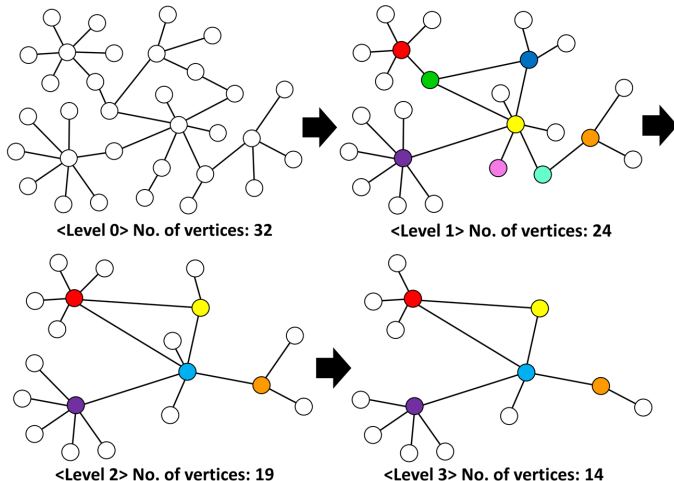 <Level 0> No. of vertices: 32
<Level 1> No. of vertices: 24
<Level 2> No. of vertices: 19
<Level 3> No. of vertices: 14